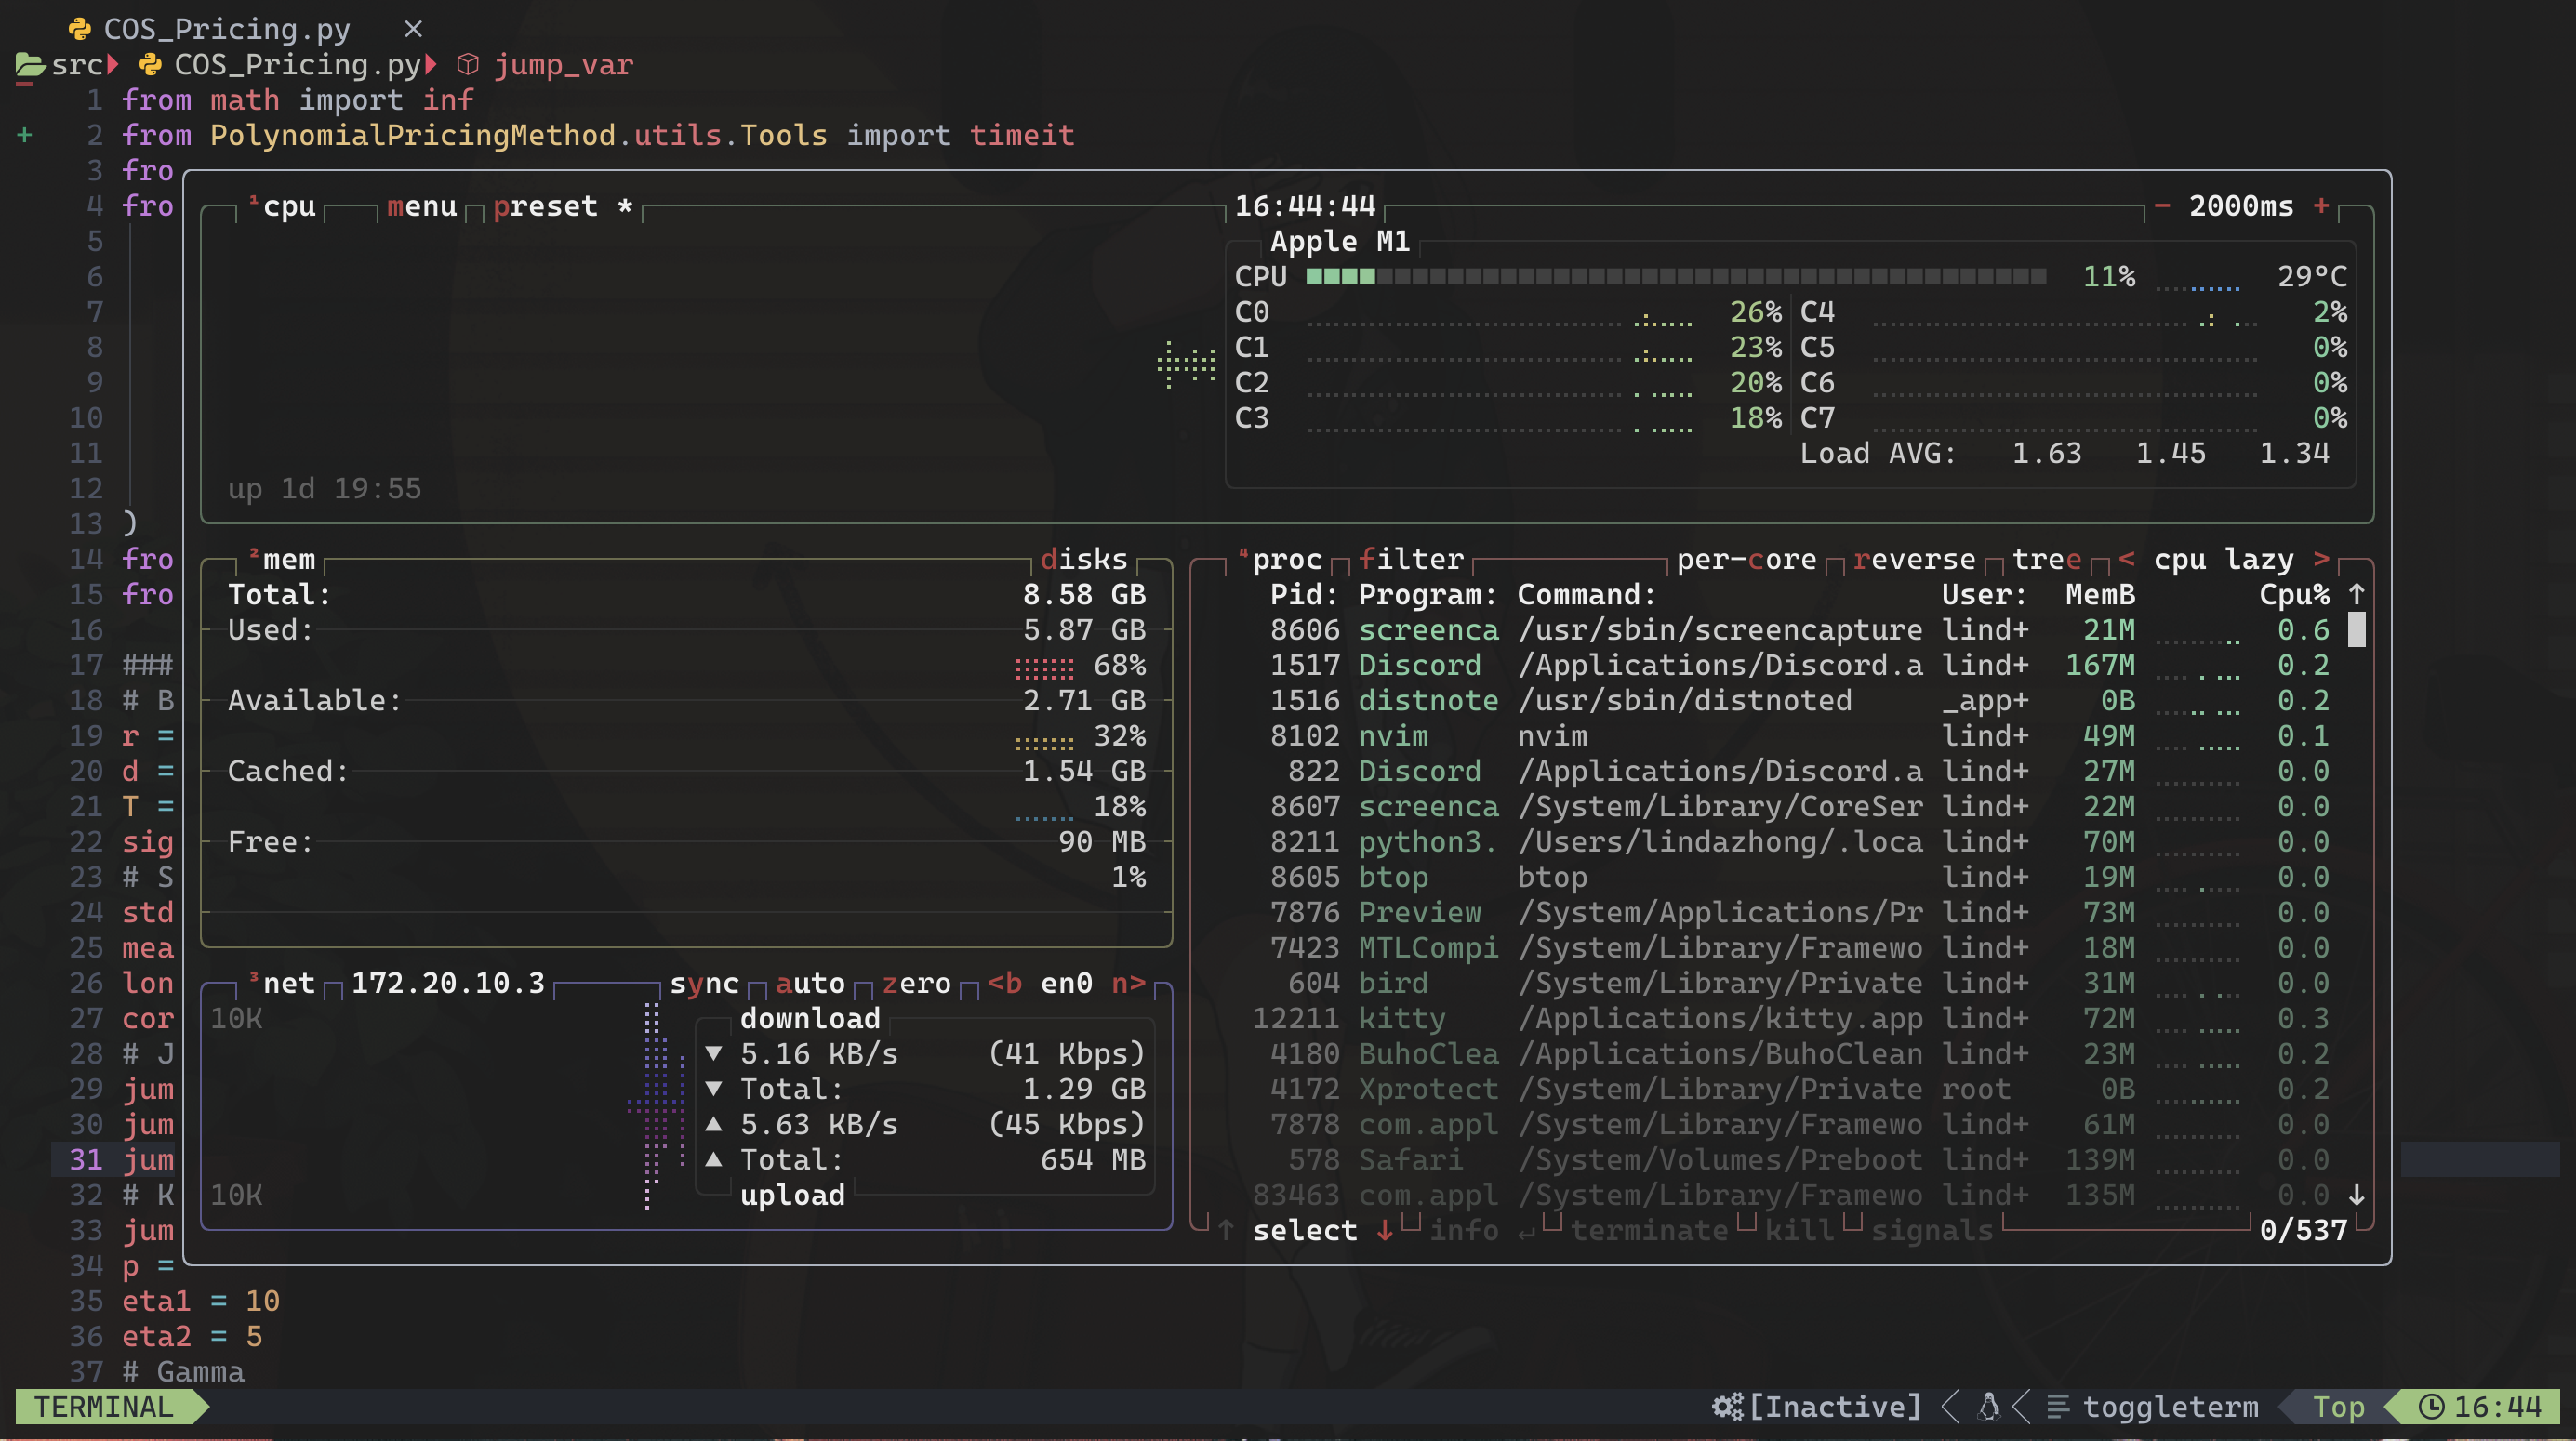 COS_Pricing.py ×
src COS_Pricing.py jump_var
1 from math import inf
+ 2 from PolynomialPricingMethod.utils.Tools import timeit
3 fro
4 fro
5
6
7
8
9
10
11
12
13 )
14 fro
15 fro
16
17 ###
18 # B
19 r =
20 d =
21 T =
22 sig
23 # S
24 std
25 mea
26 lon
27 cor
28 # J
29 jum
30 jum
31 jum
32 # K
33 jum
34 p =
35 eta1 = 10
36 eta2 = 5
37 # Gamma
¹cpu menu preset * 16:44:44 - 2000ms +
Apple M1
CPU 11% 29°C
C0 26% C4 2%
C1 23% C5 0%
C2 20% C6 0%
C3 18% C7 0%
Load AVG: 1.63 1.45 1.34
up 1d 19:55
²mem disks
Total: 8.58 GB
Used: 5.87 GB
68%
Available: 2.71 GB
32%
Cached: 1.54 GB
18%
Free: 90 MB
1%
³net 172.20.10.3 sync auto zero <b en0 n>
10K
download
▼ 5.16 KB/s (41 Kbps)
▼ Total: 1.29 GB
▲ 5.63 KB/s (45 Kbps)
▲ Total: 654 MB
10K
upload
⁴proc filter per-core reverse tree < cpu lazy >
Pid: Program: Command: User: MemB Cpu% ↑
8606 screenca /usr/sbin/screencapture lind+ 21M 0.6
1517 Discord /Applications/Discord.a lind+ 167M 0.2
1516 distnote /usr/sbin/distnoted _app+ 0B 0.2
8102 nvim nvim lind+ 49M 0.1
822 Discord /Applications/Discord.a lind+ 27M 0.0
8607 screenca /System/Library/CoreSer lind+ 22M 0.0
8211 python3. /Users/lindazhong/.loca lind+ 70M 0.0
8605 btop btop lind+ 19M 0.0
7876 Preview /System/Applications/Pr lind+ 73M 0.0
7423 MTLCompi /System/Library/Framewo lind+ 18M 0.0
604 bird /System/Library/Private lind+ 31M 0.0
12211 kitty /Applications/kitty.app lind+ 72M 0.3
4180 BuhoClea /Applications/BuhoClean lind+ 23M 0.2
4172 Xprotect /System/Library/Private root 0B 0.2
7878 com.appl /System/Library/Framewo lind+ 61M 0.0
578 Safari /System/Volumes/Preboot lind+ 139M 0.0
83463 com.appl /System/Library/Framewo lind+ 135M 0.0 ↓
↑ select ↓ info ↵ terminate kill signals 0/537
TERMINAL [Inactive] toggleterm Top 16:44